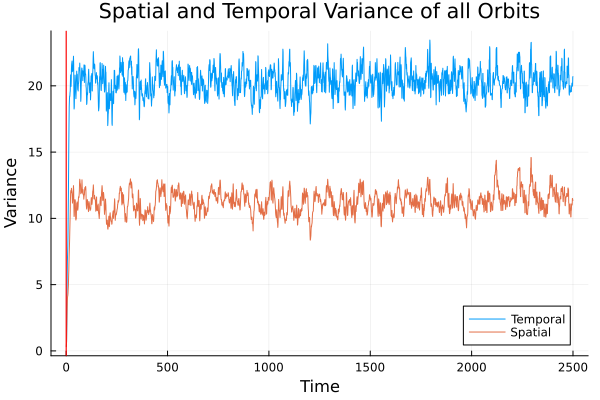 Spatial and Temporal Variance of all Orbits
20
15
10
5
0
Variance
0 500 1000 1500 2000 2500
Time
Temporal
Spatial